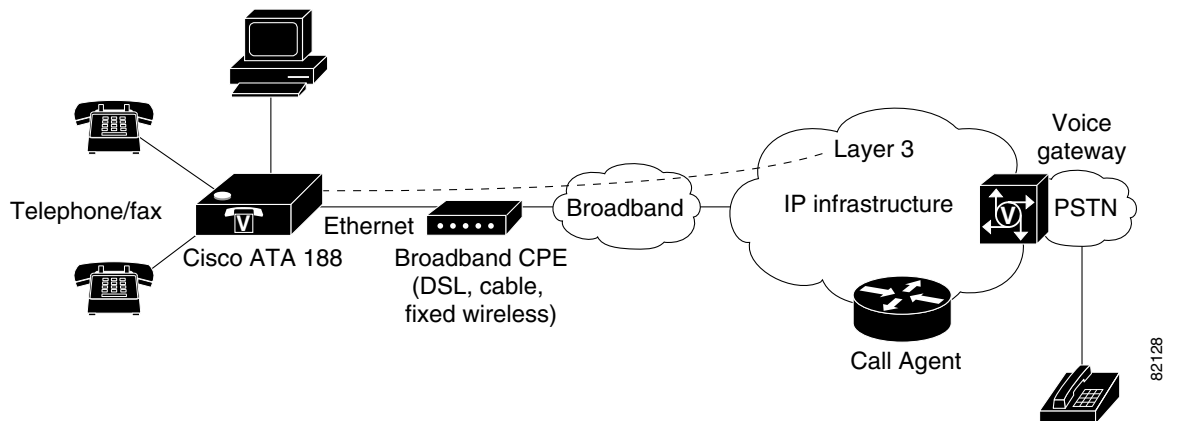 Telephone/fax
Cisco ATA 188
Ethernet
Broadband CPE
(DSL, cable,
fixed wireless)
Broadband
Layer 3
IP infrastructure
Call Agent
Voice
gateway
V
V
PSTN
82128